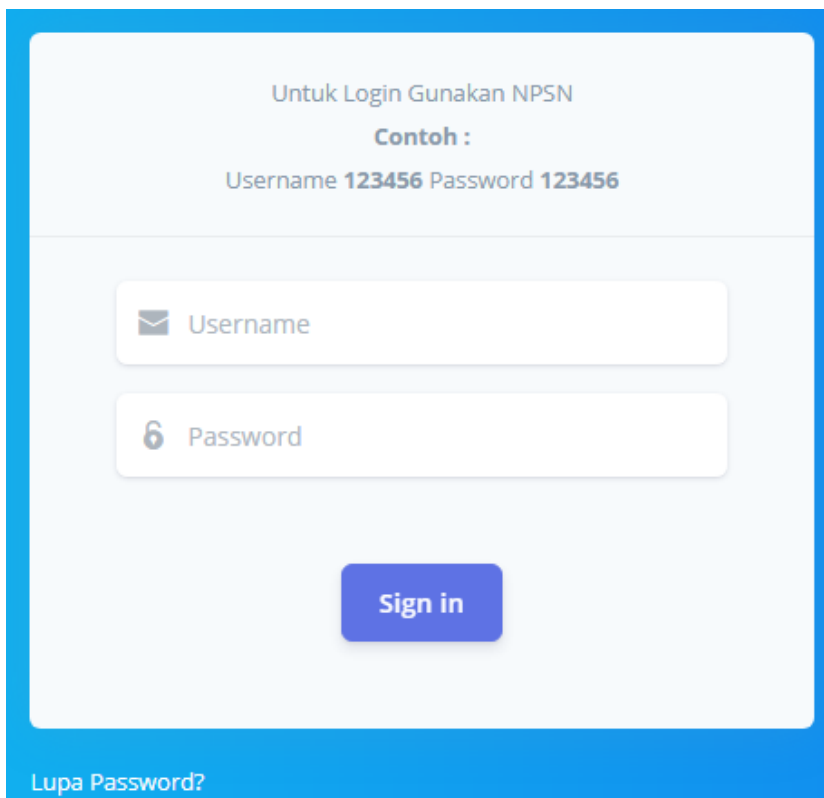 Untuk Login Gunakan NPSN
Contoh :
Username 123456 Password 123456
Username
Password
Sign in
Lupa Password?